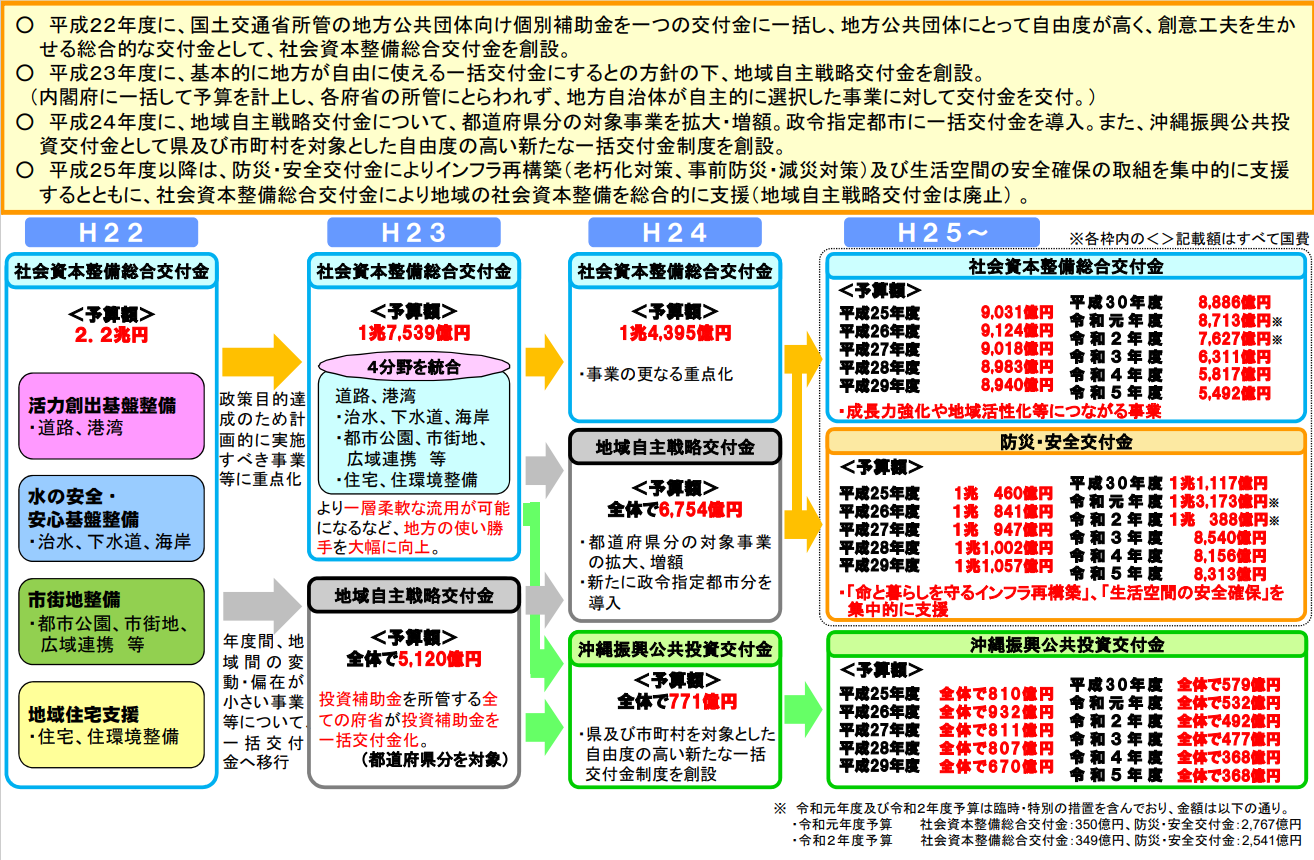 ○ 平成22年度に、国土交通省所管の地方公共団体向け個別補助金を一つの交付金に一括し、地方公共団体にとって自由度が高く、創意工夫を生か
せる総合的な交付金として、社会資本整備総合交付金を創設。
○ 平成23年度に、基本的に地方が自由に使える一括交付金にするとの方針の下、地域自主戦略交付金を創設。
(内閣府に一括して予算を計上し、各府省の所管にとらわれず、地方自治体が自主的に選択した事業に対して交付金を交付。)
○ 平成24年度に、地域自主戦略交付金について、都道府県分の対象事業を拡大・増額。政令指定都市に一括交付金を導入。また、沖縄振興公共投
資交付金として県及び市町村を対象とした自由度の高い新たな一括交付金制度を創設。
○ 平成25年度以降は、防災・安全交付金によりインフラ再構築(老朽化対策、事前防災・減災対策)及び生活空間の安全確保の取組を集中的に支援
するとともに、社会資本整備総合交付金により地域の社会資本整備を総合的に支援(地域自主戦略交付金は廃止)。
H22
社会資本整備総合交付金
<予算額>
2.2兆円
活力創出基盤整備
・道路、港湾
水の安全・
安心基盤整備
・治水、下水道、海岸
市街地整備
・都市公園、市街地、
広域連携 等
地域住宅支援
・住宅、住環境整備
政策目的達
成のため計
画的に実施
すべき事業
等に重点化
年度間、地
域間の変
動・偏在が
小さい事業
等について
一括交付
金へ移行
H23
社会資本整備総合交付金
<予算額>
1兆7,539億円
4分野を統合
道路、港湾
・治水、下水道、海岸
・都市公園、市街地、
広域連携 等
・住宅、住環境整備
より一層柔軟な流用が可能
になるなど、地方の使い勝
手を大幅に向上。
地域自主戦略交付金
<予算額>
全体で5,120億円
投資補助金を所管する全
ての府省が投資補助金を
一括交付金化。
(都道府県分を対象)
H24
社会資本整備総合交付金
<予算額>
1兆4,395億円
・事業の更なる重点化
地域自主戦略交付金
<予算額>
全体で6,754億円
・都道府県分の対象事業
の拡大、増額
・新たに政令指定都市分を
導入
沖縄振興公共投資交付金
<予算額>
全体で771億円
・県及び市町村を対象とした
自由度の高い新たな一括
交付金制度を創設
H25~
※各枠内の<>記載額はすべて国費
社会資本整備総合交付金
<予算額>
平成25年度 9,031億円
平成26年度 9,124億円
平成27年度 9,018億円
平成28年度 8,983億円
平成29年度 8,940億円
平成30年度 8,886億円
令和元年度 8,713億円※
令和2年度 7,627億円※
令和3年度 6,311億円
令和4年度 5,817億円
令和5年度 5,492億円
・成長力強化や地域活性化等につながる事業
防災・安全交付金
<予算額>
平成25年度 1兆 460億円
平成26年度 1兆 841億円
平成27年度 1兆 947億円
平成28年度 1兆1,002億円
平成29年度 1兆1,057億円
平成30年度 1兆1,117億円
令和元年度 1兆3,173億円※
令和2年度 1兆 388億円※
令和3年度 8,540億円
令和4年度 8,156億円
令和5年度 8,313億円
・「命と暮らしを守るインフラ再構築」、「生活空間の安全確保」を
集中的に支援
沖縄振興公共投資交付金
<予算額>
平成25年度 全体で810億円
平成26年度 全体で932億円
平成27年度 全体で811億円
平成28年度 全体で807億円
平成29年度 全体で670億円
平成30年度 全体で579億円
令和元年度 全体で532億円
令和2年度 全体で492億円
令和3年度 全体で477億円
令和4年度 全体で368億円
令和5年度 全体で368億円
※ 令和元年度及び令和2年度予算は臨時・特別の措置を含んでおり、金額は以下の通り。
・令和元年度予算 社会資本整備総合交付金:350億円、防災・安全交付金:2,767億円
・令和2年度予算 社会資本整備総合交付金:349億円、防災・安全交付金:2,541億円